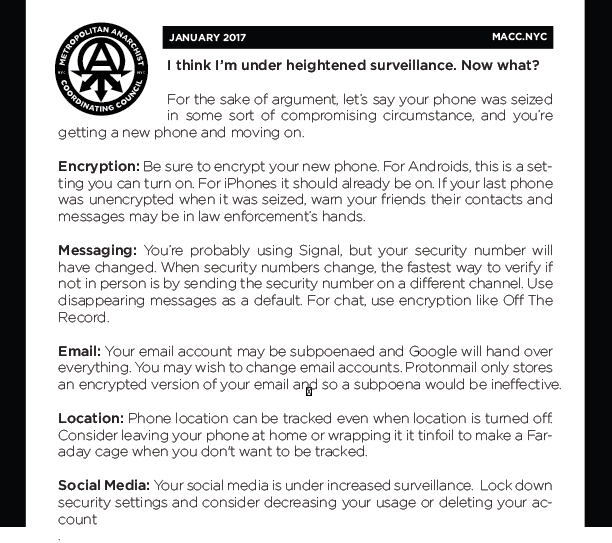 METROPOLITAN ANARCHIST
NYC
NYC
COORDINATING COUNCIL
JANUARY 2017
MACC.NYC
I think I'm under heightened surveillance. Now what?
For the sake of argument, let's say your phone was seized
in some sort of compromising circumstance, and you're
getting a new phone and moving on.
Encryption: Be sure to encrypt your new phone. For Androids, this is a set-
ting you can turn on. For iPhones it should already be on. If your last phone
was unencrypted when it was seized, warn your friends their contacts and
messages may be in law enforcement's hands.
Messaging: You're probably using Signal, but your security number will
have changed. When security numbers change, the fastest way to verify if
not in person is by sending the security number on a different channel. Use
disappearing messages as a default. For chat, use encryption like Off The
Record.
Email: Your email account may be subpoenaed and Google will hand over
everything. You may wish to change email accounts. Protonmail only stores
an encrypted version of your email and so a subpoena would be ineffective.
Location: Phone location can be tracked even when location is turned off.
Consider leaving your phone at home or wrapping it it tinfoil to make a Far-
aday cage when you don't want to be tracked.
Social Media: Your social media is under increased surveillance. Lock down
security settings and consider decreasing your usage or deleting your ac-
count
.